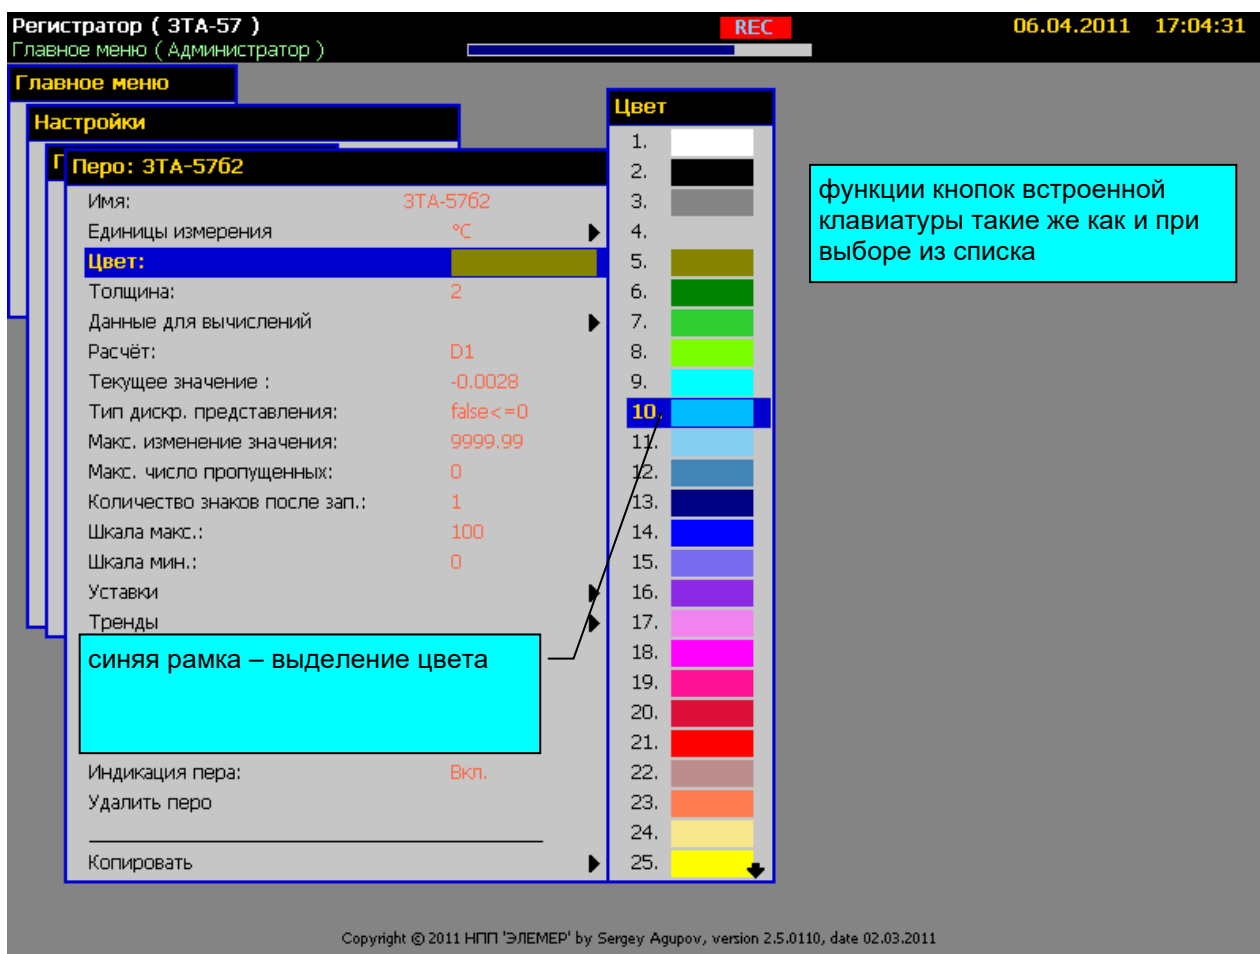 Регистратор ( ЗТА-57 )
REC
06.04.2011 17:04:31
Главное меню ( Администратор )
Главное меню
Настройки
Г
Перо: ЗТА-57б2
Имя: ЗТА-57б2
Единицы измерения °C
Цвет:
Толщина: 2
Данные для вычислений
Расчёт: D1
Текущее значение : -0.0028
Тип дискр. представления: false<=0
Макс. изменение значения: 9999.99
Макс. число пропущенных: 0
Количество знаков после зап.: 1
Шкала макс.: 100
Шкала мин.: 0
Уставки
Тренды
синяя рамка – выделение цвета
Индикация пера: Вкл.
Удалить перо
Копировать
Цвет
1.
2.
3.
4.
5.
6.
7.
8.
9.
10.
11.
12.
13.
14.
15.
16.
17.
18.
19.
20.
21.
22.
23.
24.
25.
функции кнопок встроенной
клавиатуры такие же как и при
выборе из списка
Copyright © 2011 НПП 'ЭЛЕМЕР' by Sergey Agupov, version 2.5.0110, date 02.03.2011